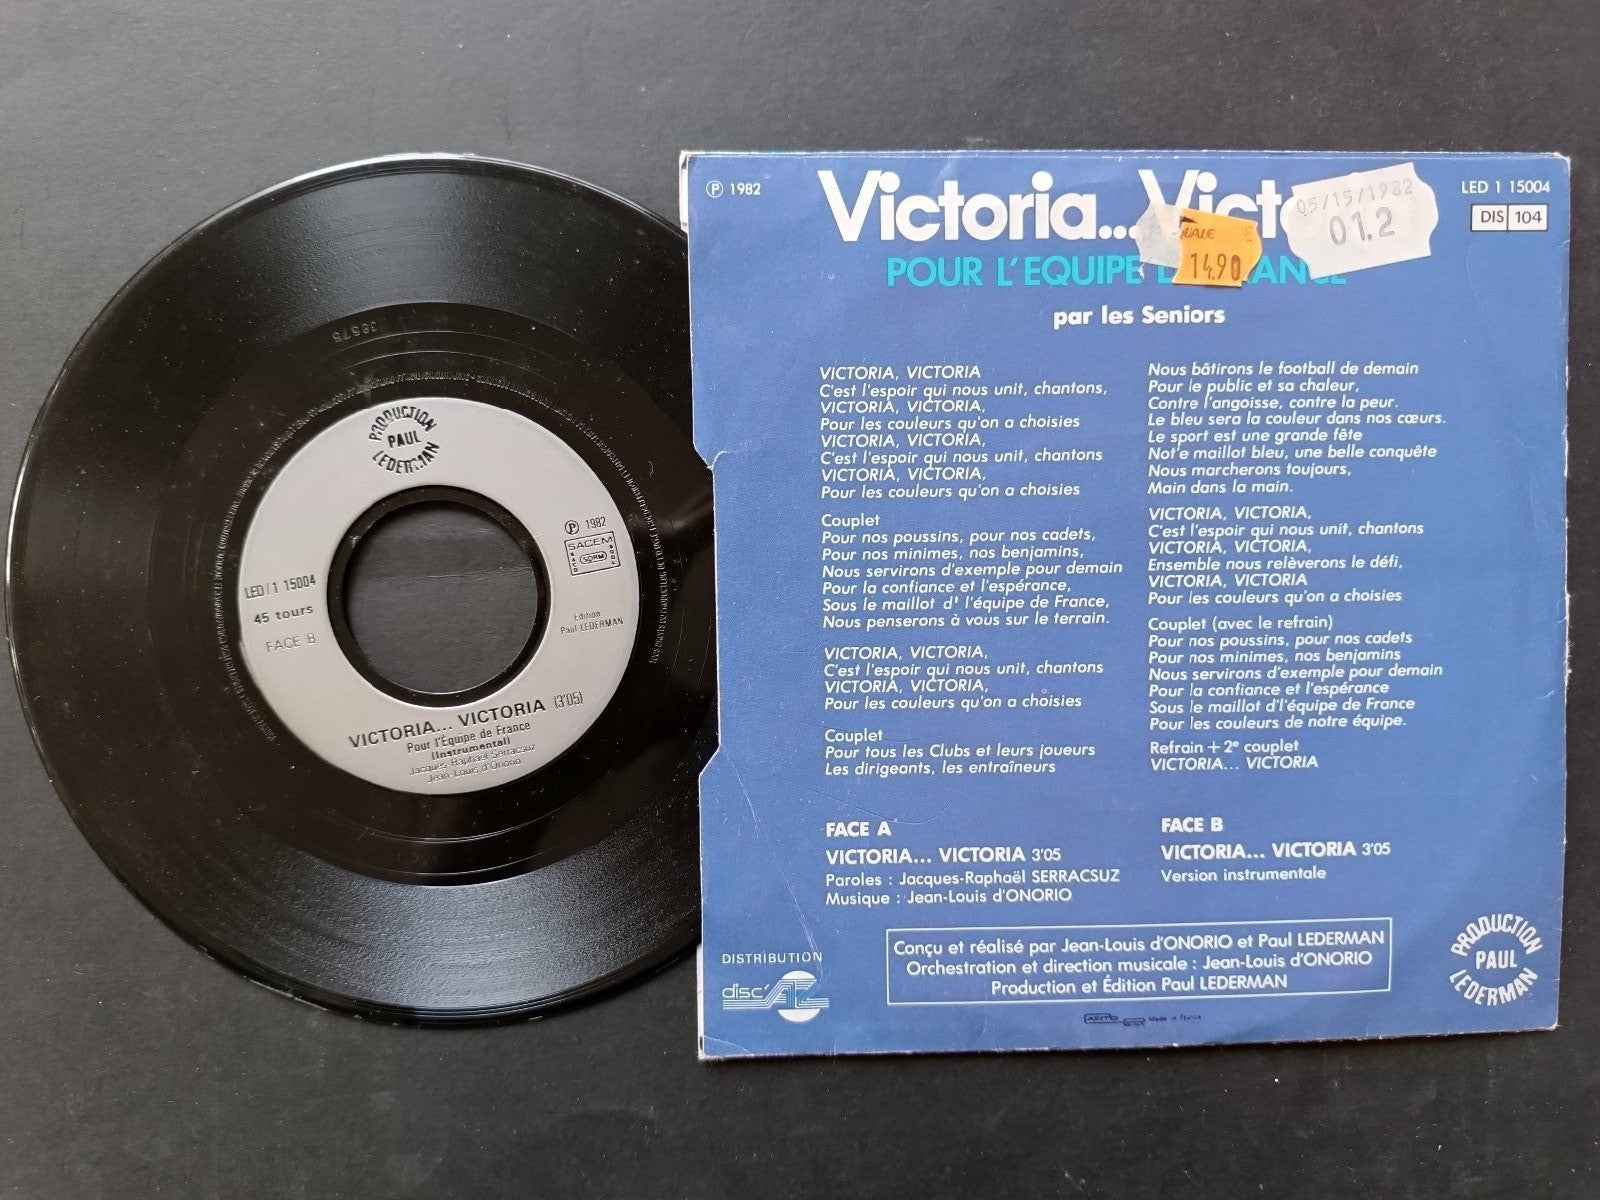 38575
PRODUCTION
PAUL
LEDERMAN
℗ 1982
SACEM
SDRM
LED/1 15004
45 tours
FACE B
Edition
Paul LEDERMAN
VICTORIA... VICTORIA (3'05)
Pour l'Équipe de France
(Instrumental)
Jacques-Raphaël Serracsuz
Jean-Louis d'Onorio
℗ 1982
Victoria...Victo
LED 1 15004
DIS 104
05/15/1982
01.2
14.90
POUR L'EQUIPE
par les Seniors
VICTORIA, VICTORIA
C'est l'espoir qui nous unit, chantons,
VICTORIA, VICTORIA,
Pour les couleurs qu'on a choisies
VICTORIA, VICTORIA,
C'est l'espoir qui nous unit, chantons
VICTORIA, VICTORIA,
Pour les couleurs qu'on a choisies
Couplet
Pour nos poussins, pour nos cadets,
Pour nos minimes, nos benjamins,
Nous servirons d'exemple pour demain
Pour la confiance et l'espérance,
Sous le maillot d' l'équipe de France,
Nous penserons à vous sur le terrain.
VICTORIA, VICTORIA,
C'est l'espoir qui nous unit, chantons
VICTORIA, VICTORIA,
Pour les couleurs qu'on a choisies
Couplet
Pour tous les Clubs et leurs joueurs
Les dirigeants, les entraîneurs
Nous bâtirons le football de demain
Pour le public et sa chaleur,
Contre l'angoisse, contre la peur.
Le bleu sera la couleur dans nos cœurs.
Le sport est une grande fête
Not'e maillot bleu, une belle conquête
Nous marcherons toujours,
Main dans la main.
VICTORIA, VICTORIA,
C'est l'espoir qui nous unit, chantons
VICTORIA, VICTORIA,
Ensemble nous relèverons le défi,
VICTORIA, VICTORIA
Pour les couleurs qu'on a choisies
Couplet (avec le refrain)
Pour nos poussins, pour nos cadets
Pour nos minimes, nos benjamins
Nous servirons d'exemple pour demain
Pour la confiance et l'espérance
Sous le maillot d'l'équipe de France
Pour les couleurs de notre équipe.
Refrain + 2e couplet
VICTORIA... VICTORIA
FACE A
VICTORIA... VICTORIA 3'05
Paroles : Jacques-Raphaël SERRACSUZ
Musique : Jean-Louis d'ONORIO
FACE B
VICTORIA... VICTORIA 3'05
Version instrumentale
DISTRIBUTION
disc'AZ
Conçu et réalisé par Jean-Louis d'ONORIO et Paul LEDERMAN
Orchestration et direction musicale : Jean-Louis d'ONORIO
Production et Édition Paul LEDERMAN
PRODUCTION
PAUL
LEDERMAN
Made in France